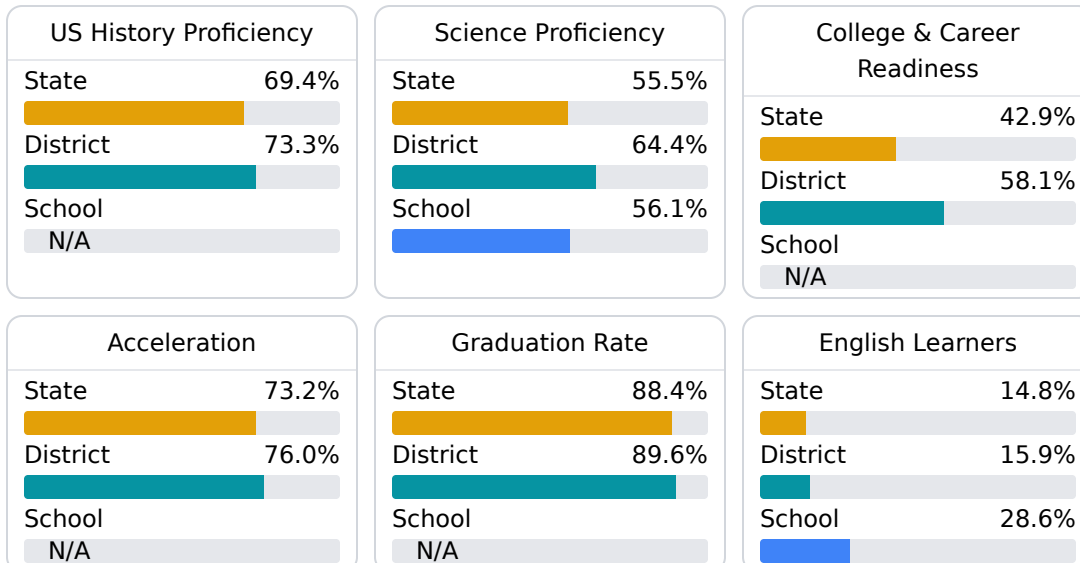 US History Proficiency
State 69.4%
District 73.3%
School
N/A
Science Proficiency
State 55.5%
District 64.4%
School 56.1%
College & Career
Readiness
State 42.9%
District 58.1%
School
N/A
Acceleration
State 73.2%
District 76.0%
School
N/A
Graduation Rate
State 88.4%
District 89.6%
School
N/A
English Learners
State 14.8%
District 15.9%
School 28.6%